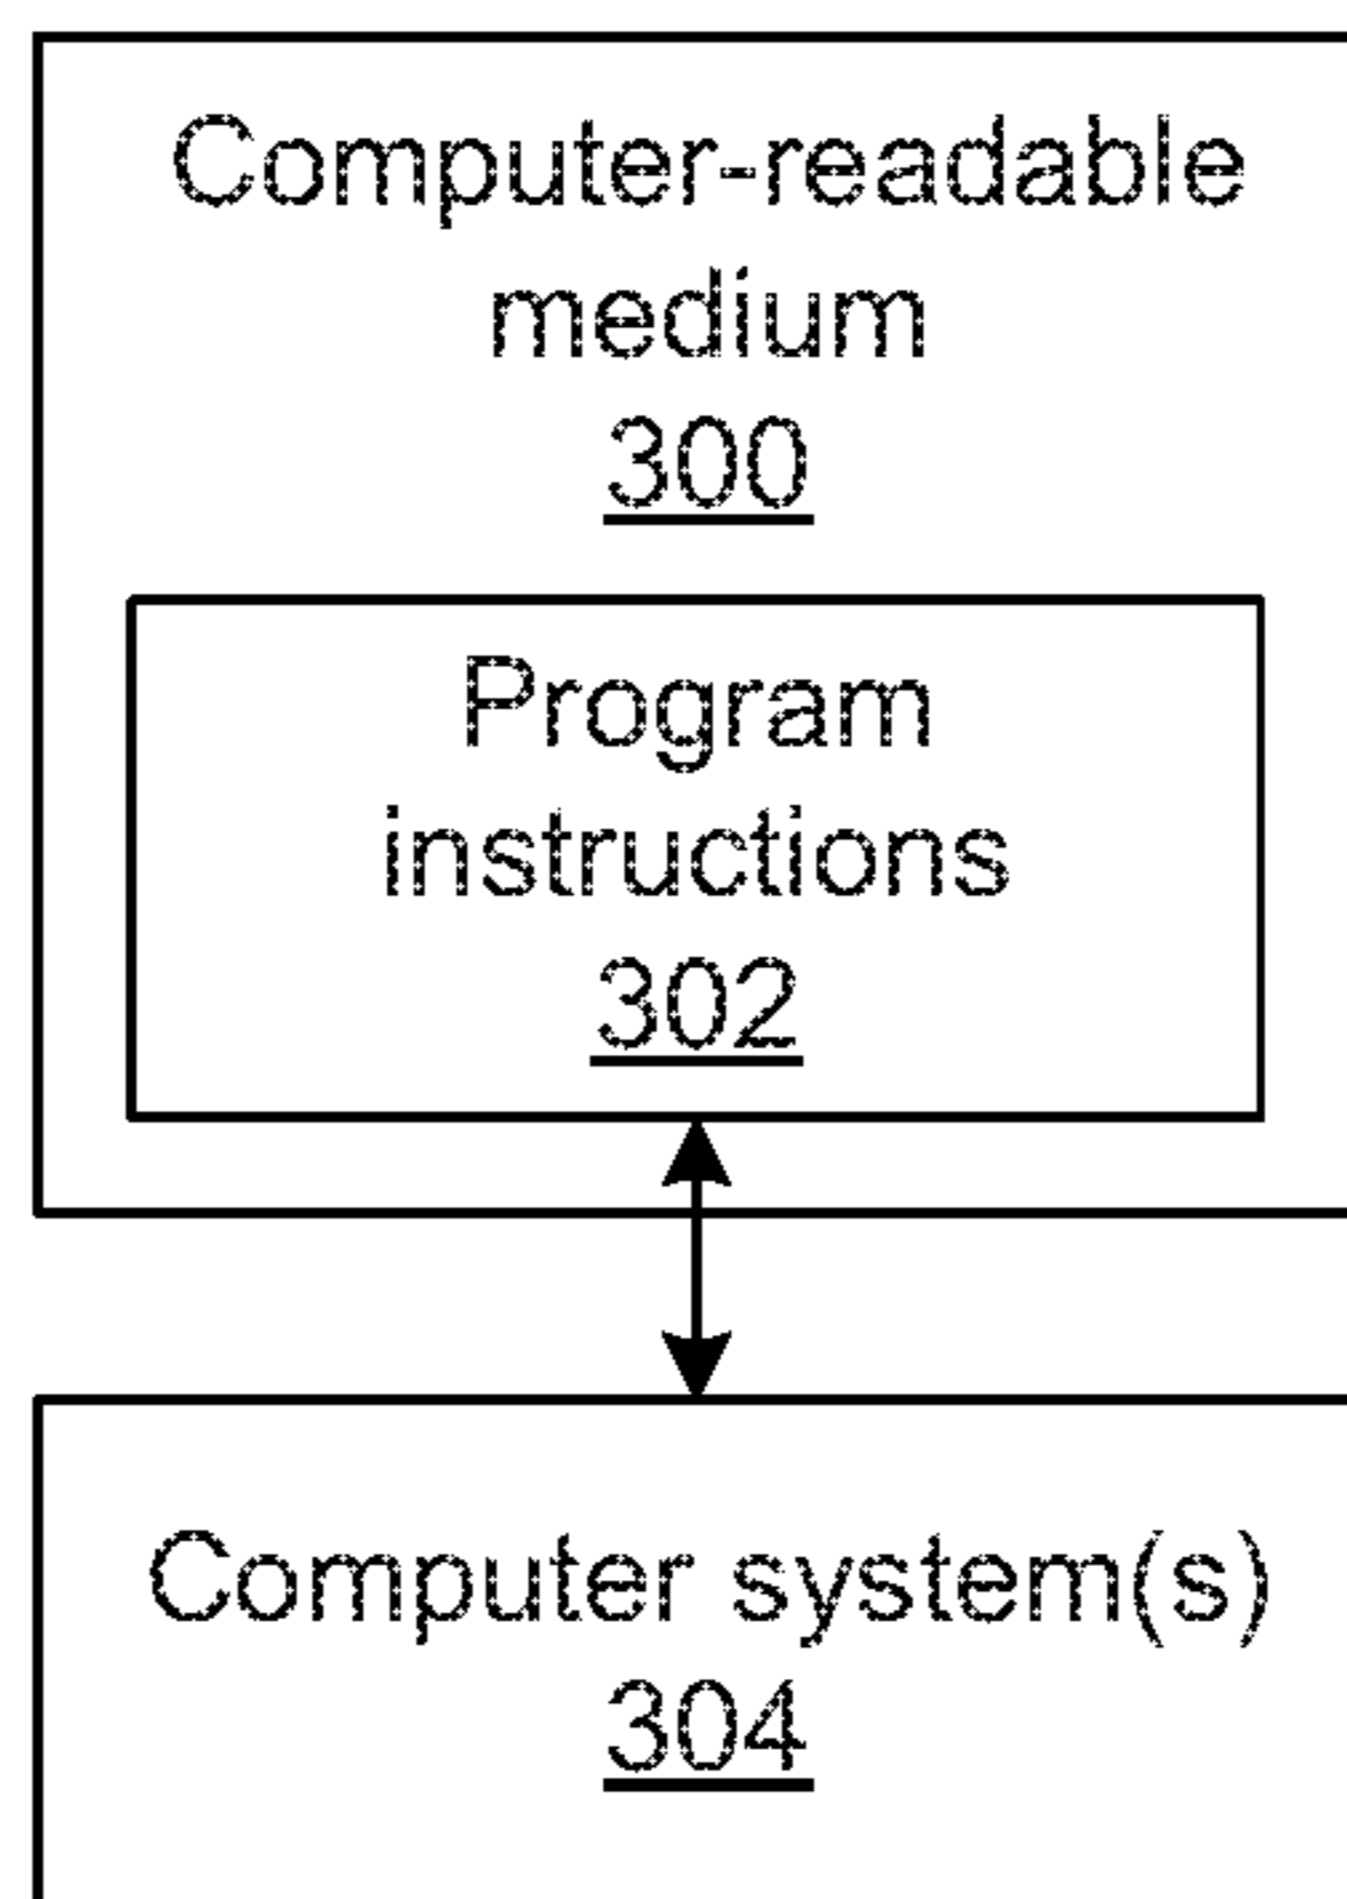 Computer-readable
medium
300
Program
instructions
302
Computer system(s)
304